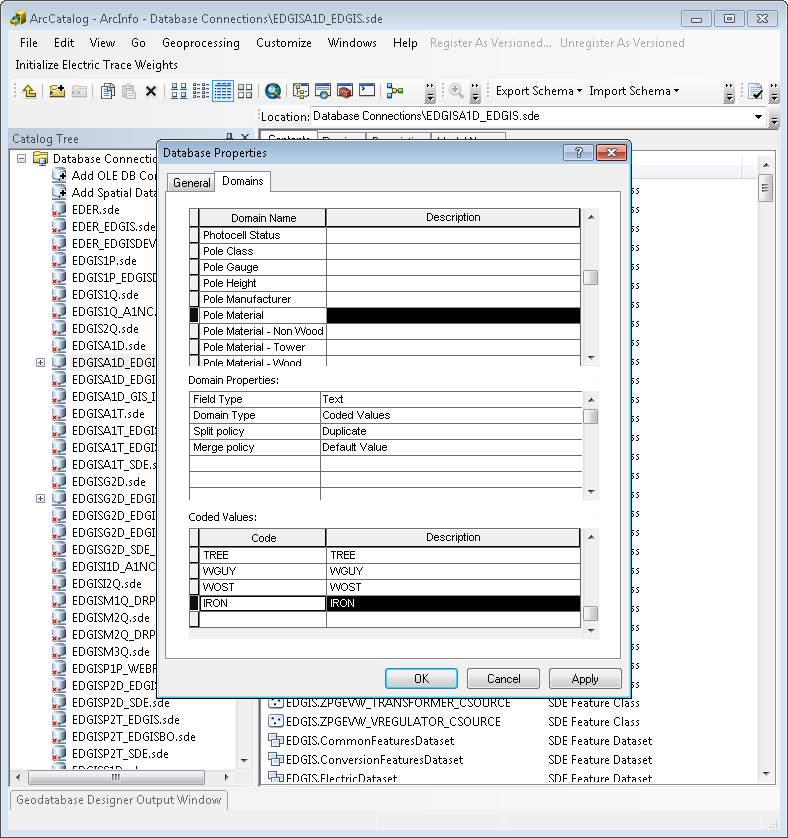 ArcCatalog - ArcInfo - Database Connections\EDGISA1D_EDGIS.sde
File Edit View Go Geoprocessing Customize Windows Help Register As Versioned... Unregister As Versioned
Initialize Electric Trace Weights
Export Schema Import Schema
Location: Database Connections\EDGISA1D_EDGIS.sde
Catalog Tree
Database Connectio
Add OLE DB Co
Add Spatial Data
EDER.sde
EDER_EDGIS.sde
EDER_EDGISDEV
EDGIS1P.sde
EDGIS1P_EDGISD
EDGIS1Q.sde
EDGIS1Q_A1NC.
EDGIS2Q.sde
EDGISA1D.sde
EDGISA1D_EDGI
EDGISA1D_EDGI
EDGISA1D_GIS_I
EDGISA1T.sde
EDGISA1T_EDGI
EDGISA1T_EDGI
EDGISA1T_SDE.s
EDGISG2D.sde
EDGISG2D_EDGI
EDGISG2D_EDGI
EDGISG2D_EDGI
EDGISG2D_SDE_
EDGISI1D_A1NC
EDGISI2Q.sde
EDGISM1Q_DRP
EDGISM2Q.sde
EDGISM2Q_DRP
EDGISM3Q.sde
EDGISP1P_WEBF
EDGISP2D_EDGIS
EDGISP2D_SDE.sde
EDGISP2T_EDGIS.sde
EDGISP2T_EDGISBO.sde
EDGISP2T_SDE.sde
Database Properties
General Domains
Domain Name Description
Photocell Status
Pole Class
Pole Gauge
Pole Height
Pole Manufacturer
Pole Material
Pole Material - Non Wood
Pole Material - Tower
Pole Material - Wood
Domain Properties:
Field Type Text
Domain Type Coded Values
Split policy Duplicate
Merge policy Default Value
Coded Values:
Code Description
TREE TREE
WGUY WGUY
WOST WOST
IRON IRON
OK Cancel Apply
EDGIS.ZPGEVW_TRANSFORMER_CSOURCE SDE Feature Class
EDGIS.ZPGEVW_VREGULATOR_CSOURCE SDE Feature Class
EDGIS.CommonFeaturesDataset SDE Feature Dataset
EDGIS.ConversionFeaturesDataset SDE Feature Dataset
EDGIS.ElectricDataset SDE Feature Dataset
Geodatabase Designer Output Window